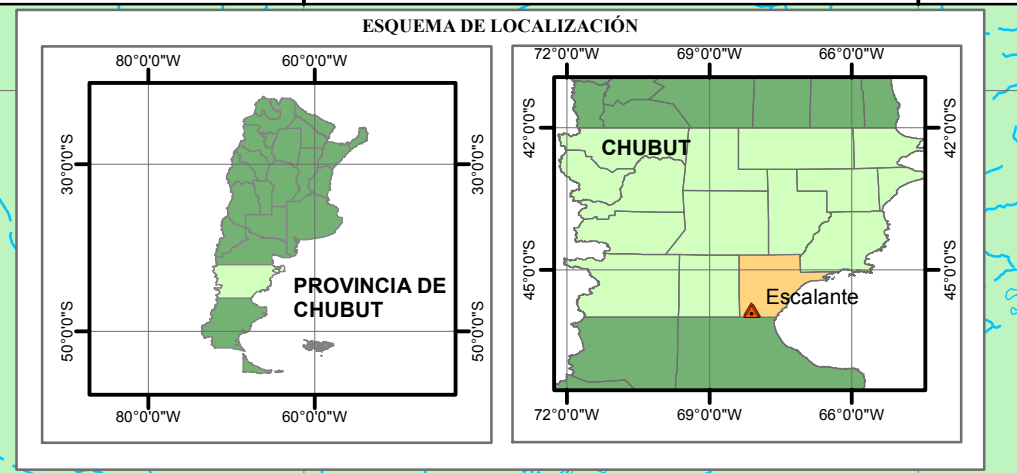 ESQUEMA DE LOCALIZACIÓN
80°0'0"W 60°0'0"W
30°0'0"S 30°0'0"S
PROVINCIA DE
CHUBUT
50°0'0"S 50°0'0"S
80°0'0"W 60°0'0"W
72°0'0"W 69°0'0"W 66°0'0"W
42°0'0"S 42°0'0"S
CHUBUT
45°0'0"S 45°0'0"S
Escalante
72°0'0"W 69°0'0"W 66°0'0"W